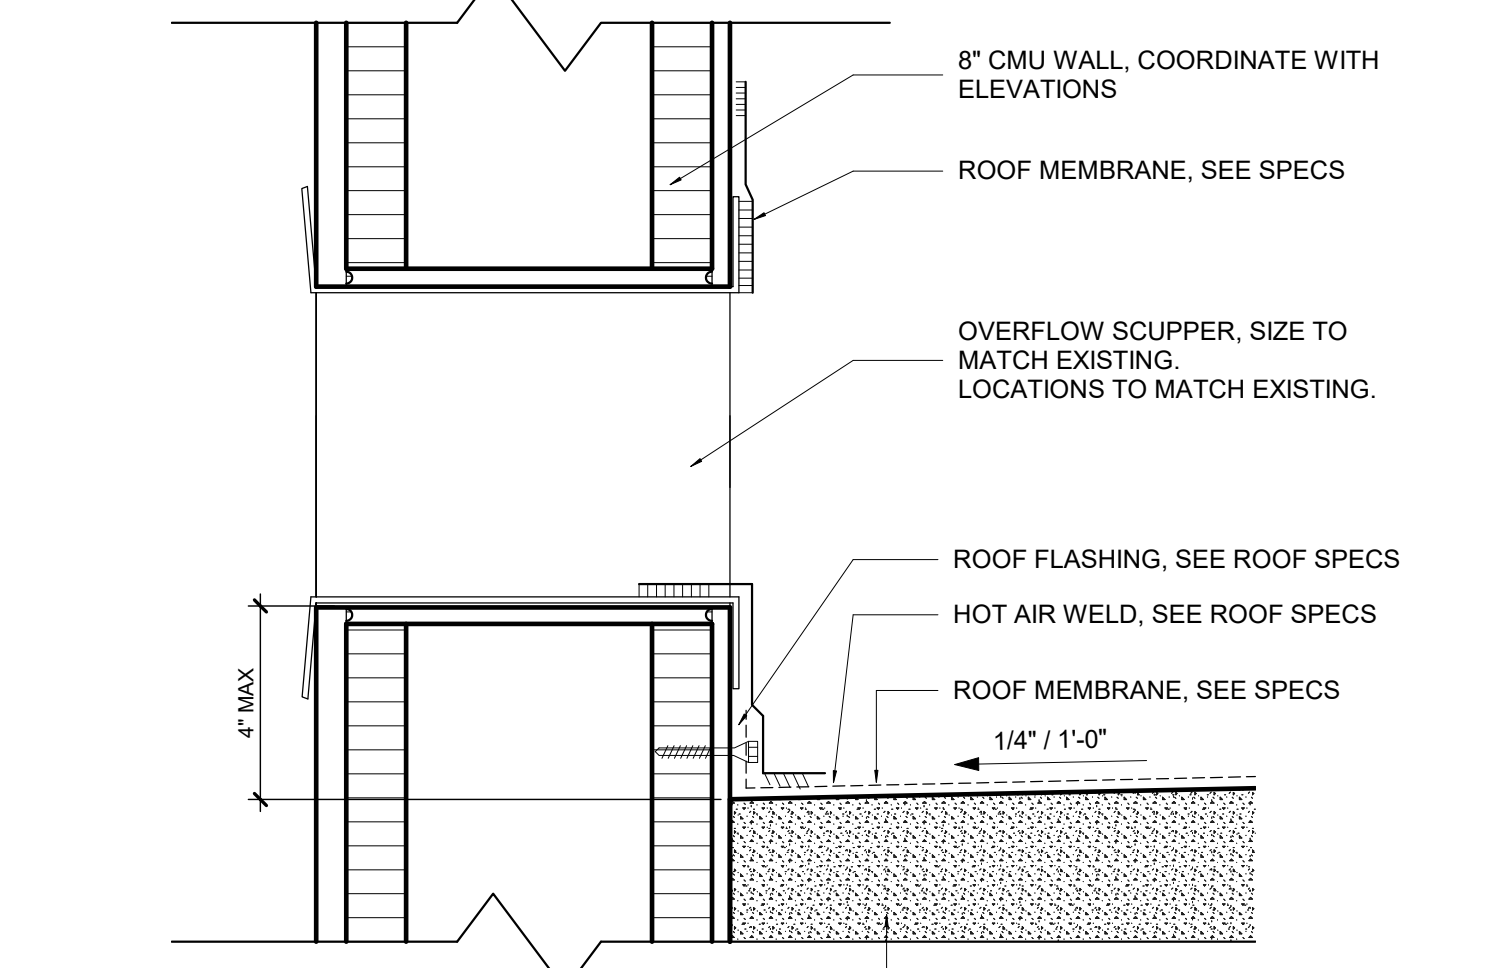 8" CMU WALL, COORDINATE WITH
ELEVATIONS
ROOF MEMBRANE, SEE SPECS
OVERFLOW SCUPPER, SIZE TO
MATCH EXISTING.
LOCATIONS TO MATCH EXISTING.
ROOF FLASHING, SEE ROOF SPECS
HOT AIR WELD, SEE ROOF SPECS
ROOF MEMBRANE, SEE SPECS
1/4" / 1'-0"
4" MAX